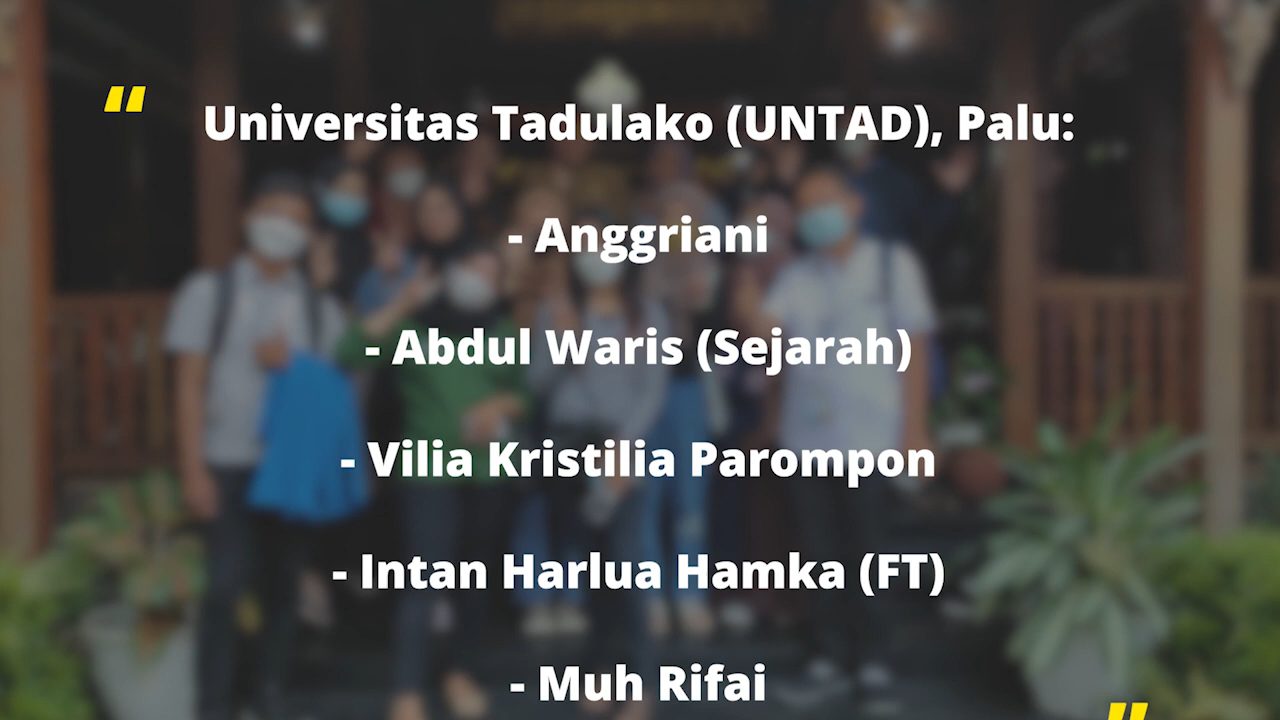 "
Universitas Tadulako (UNTAD), Palu:
- Anggriani
- Abdul Waris (Sejarah)
- Vilia Kristilia Parompon
- Intan Harlua Hamka (FT)
- Muh Rifai
"